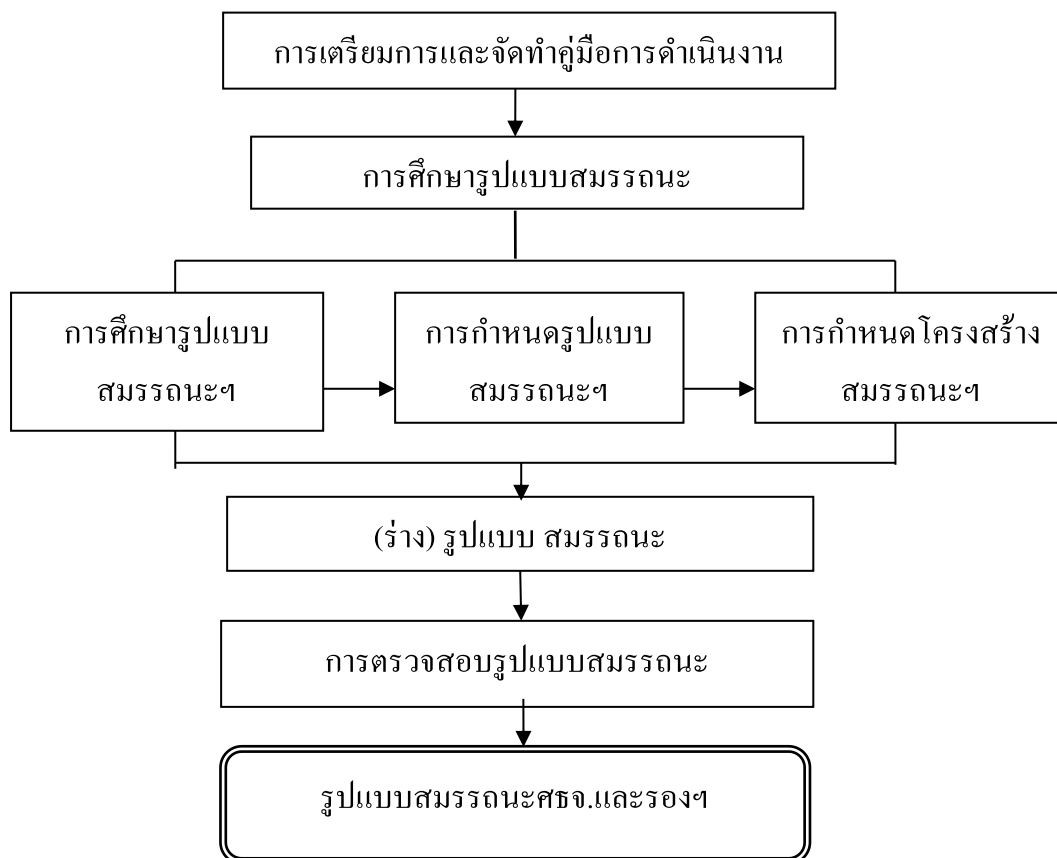 การเตรียมการและจัดทำคู่มือการดำเนินงาน
การศึกษารูปแบบสมรรถนะ
การศึกษารูปแบบ
สมรรถนะฯ
การกำหนดรูปแบบ
สมรรถนะฯ
การกำหนดโครงสร้าง
สมรรถนะฯ
(ร่าง) รูปแบบ สมรรถนะ
การตรวจสอบรูปแบบสมรรถนะ
รูปแบบสมรรถนะศธจ.และรองฯ